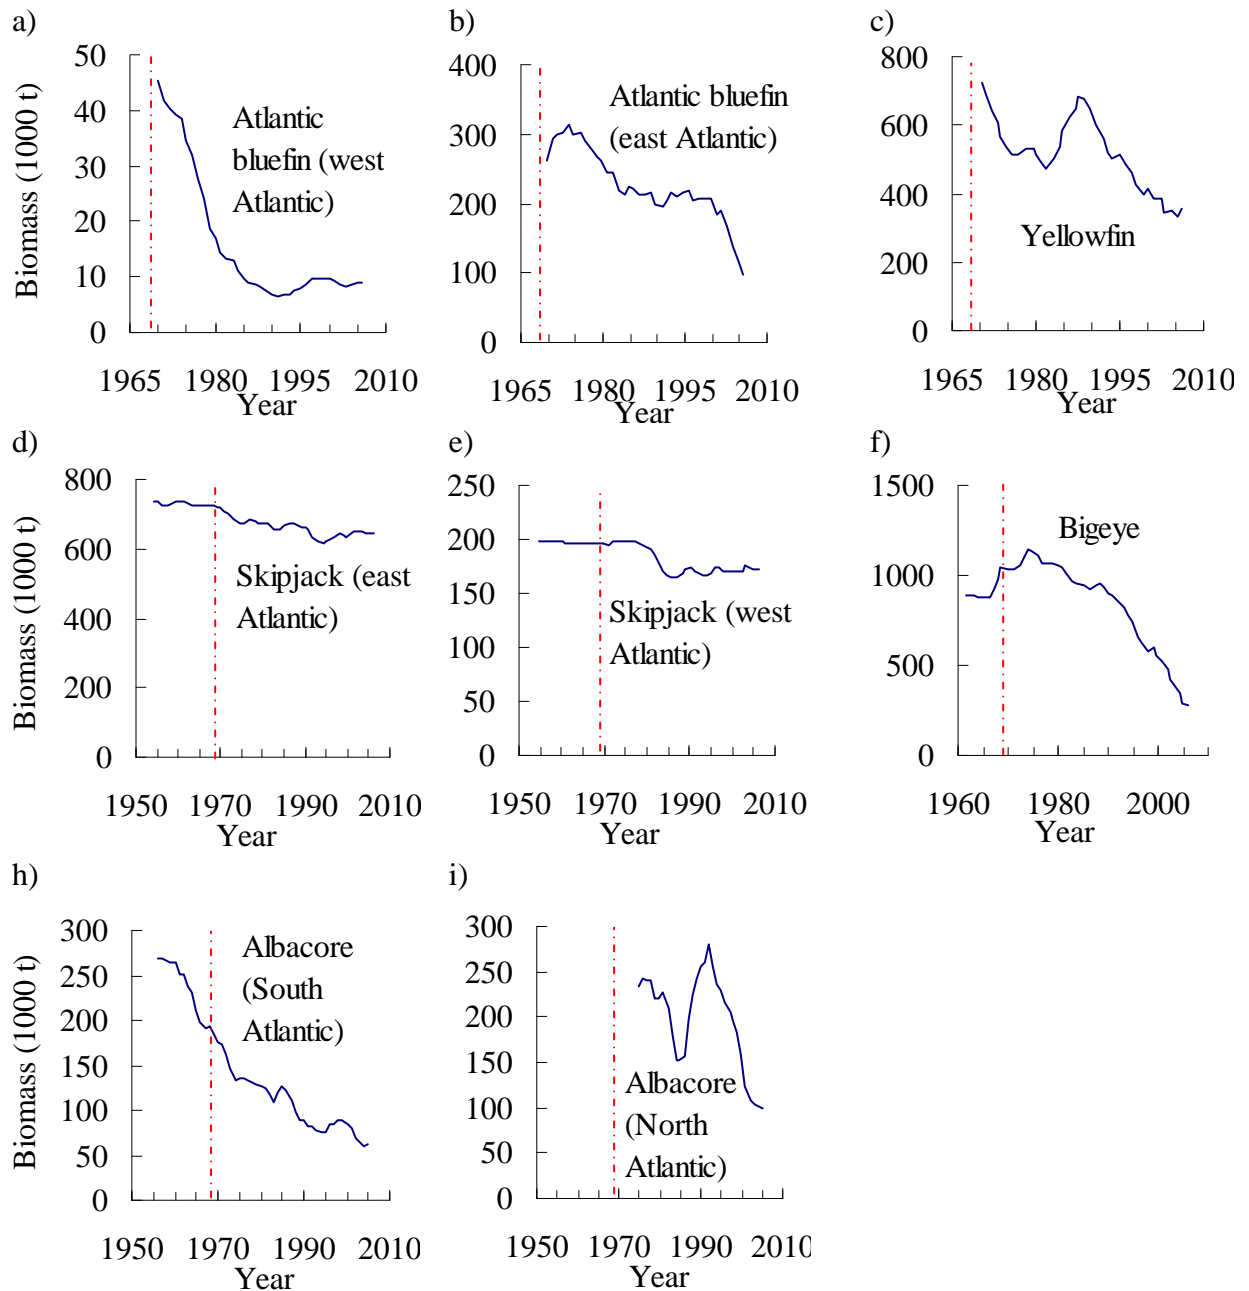 a)
50
40
30
20
10
0
Biomass (1000 t)
Atlantic
bluefin (west
Atlantic)
1965 1980 1995 2010
Year
b)
400
300
200
100
0
Atlantic bluefin
(east Atlantic)
1965 1980 1995 2010
Year
c)
800
600
400
200
0
Yellowfin
1965 1980 1995 2010
Year
d)
800
600
400
200
0
Biomass (1000 t)
Skipjack (east
Atlantic)
1950 1970 1990 2010
Year
e)
250
200
150
100
50
0
Skipjack (west
Atlantic)
1950 1970 1990 2010
Year
f)
1500
1000
500
0
Bigeye
1960 1980 2000
Year
h)
300
250
200
150
100
50
0
Biomass (1000 t)
Albacore
(South
Atlantic)
1950 1970 1990 2010
Year
i)
300
250
200
150
100
50
0
Albacore
(North
Atlantic)
1950 1970 1990 2010
Year